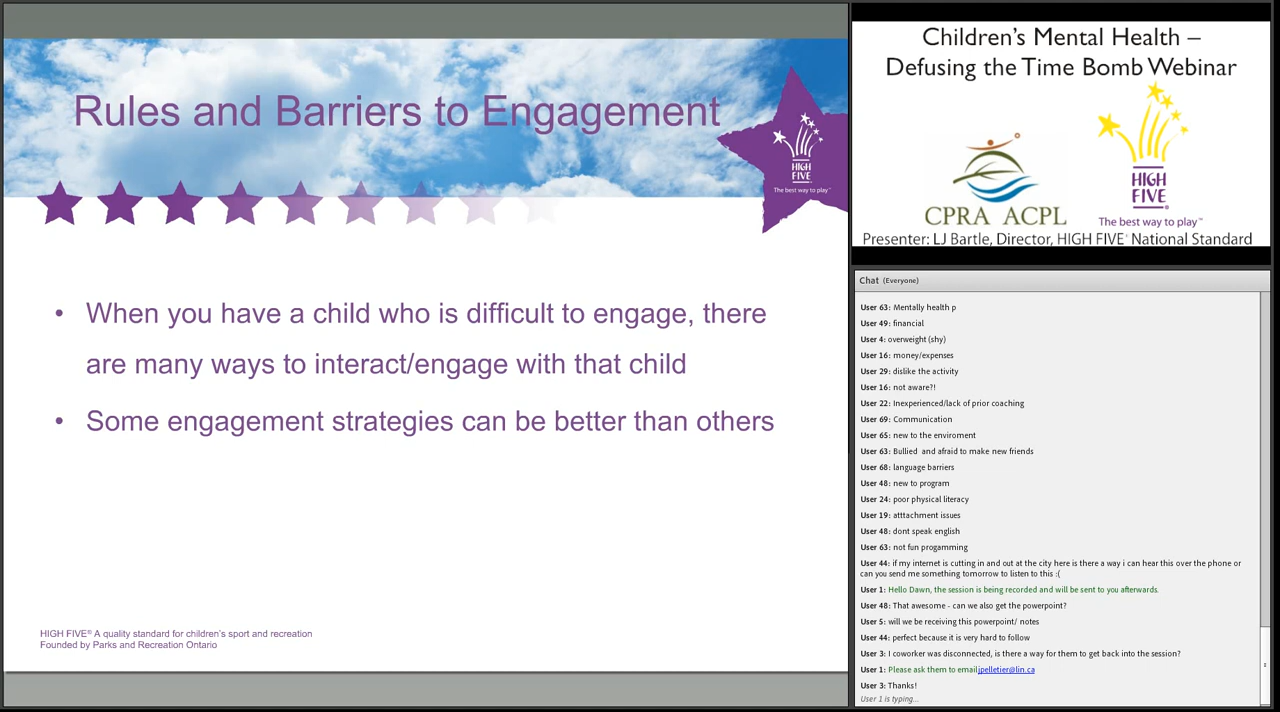 Rules and Barriers to Engagement
HIGH
FIVE
The best way to play™
• When you have a child who is difficult to engage, there
are many ways to interact/engage with that child
• Some engagement strategies can be better than others
HIGH FIVE® A quality standard for children's sport and recreation
Founded by Parks and Recreation Ontario
Children's Mental Health –
Defusing the Time Bomb Webinar
CPRA ACPL
HIGH
FIVE®
The best way to play™
Presenter: LJ Bartle, Director, HIGH FIVE® National Standard
Chat (Everyone)
User 63: Mentally health p
User 49: financial
User 4: overweight (shy)
User 16: money/expenses
User 29: dislike the activity
User 16: not aware?!
User 22: Inexperienced/lack of prior coaching
User 69: Communication
User 65: new to the enviroment
User 63: Bullied and afraid to make new friends
User 68: language barriers
User 48: new to program
User 24: poor physical literacy
User 19: atttachment issues
User 48: dont speak english
User 63: not fun progamming
User 44: if my internet is cutting in and out at the city here is there a way i can hear this over the phone or
can you send me something tomorrow to listen to this :(
User 1: Hello Dawn, the session is being recorded and will be sent to you afterwards.
User 48: That awesome - can we also get the powerpoint?
User 5: will we be receiving this powerpoint/ notes
User 44: perfect because it is very hard to follow
User 3: I coworker was disconnected, is there a way for them to get back into the session?
User 1: Please ask them to emailjpelletier@lin.ca
User 3: Thanks!
User 1 is typing...